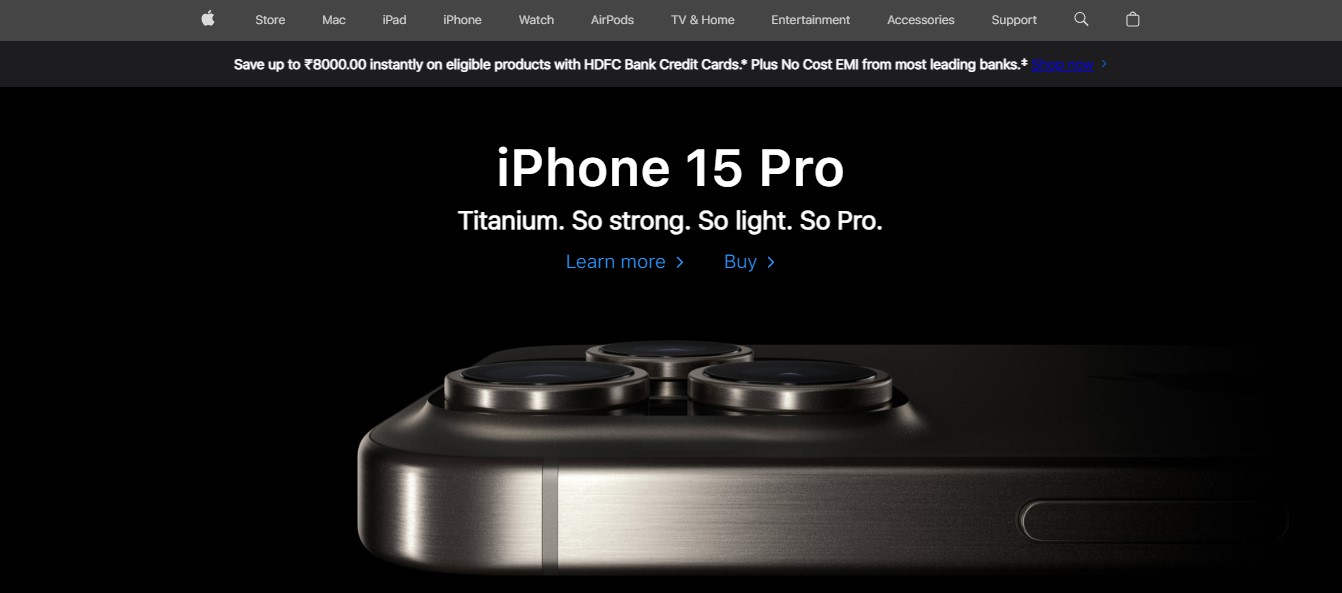 Store Mac iPad iPhone Watch AirPods TV & Home Entertainment Accessories Support
Save up to ₹8000.00 instantly on eligible products with HDFC Bank Credit Cards.* Plus No Cost EMI from most leading banks.‡ Shop now >
iPhone 15 Pro
Titanium. So strong. So light. So Pro.
Learn more > Buy >